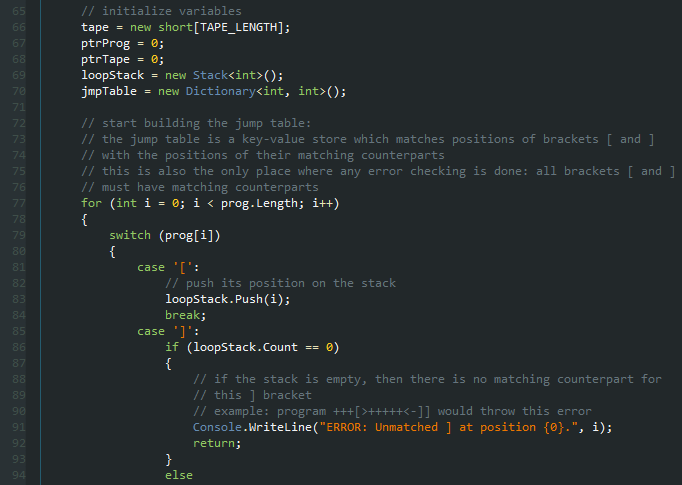 65 // initialize variables
66 tape = new short[TAPE_LENGTH];
67 ptrProg = 0;
68 ptrTape = 0;
69 loopStack = new Stack<int>();
70 jmpTable = new Dictionary<int, int>();
71
72 // start building the jump table:
73 // the jump table is a key-value store which matches positions of brackets [ and ]
74 // with the positions of their matching counterparts
75 // this is also the only place where any error checking is done: all brackets [ and ]
76 // must have matching counterparts
77 for (int i = 0; i < prog.Length; i++)
78 {
79 switch (prog[i])
80 {
81 case '[':
82 // push its position on the stack
83 loopStack.Push(i);
84 break;
85 case ']':
86 if (loopStack.Count == 0)
87 {
88 // if the stack is empty, then there is no matching counterpart for
89 // this ] bracket
90 // example: program +++[>+++++<-]] would throw this error
91 Console.WriteLine("ERROR: Unmatched ] at position {0}.", i);
92 return;
93 }
94 else